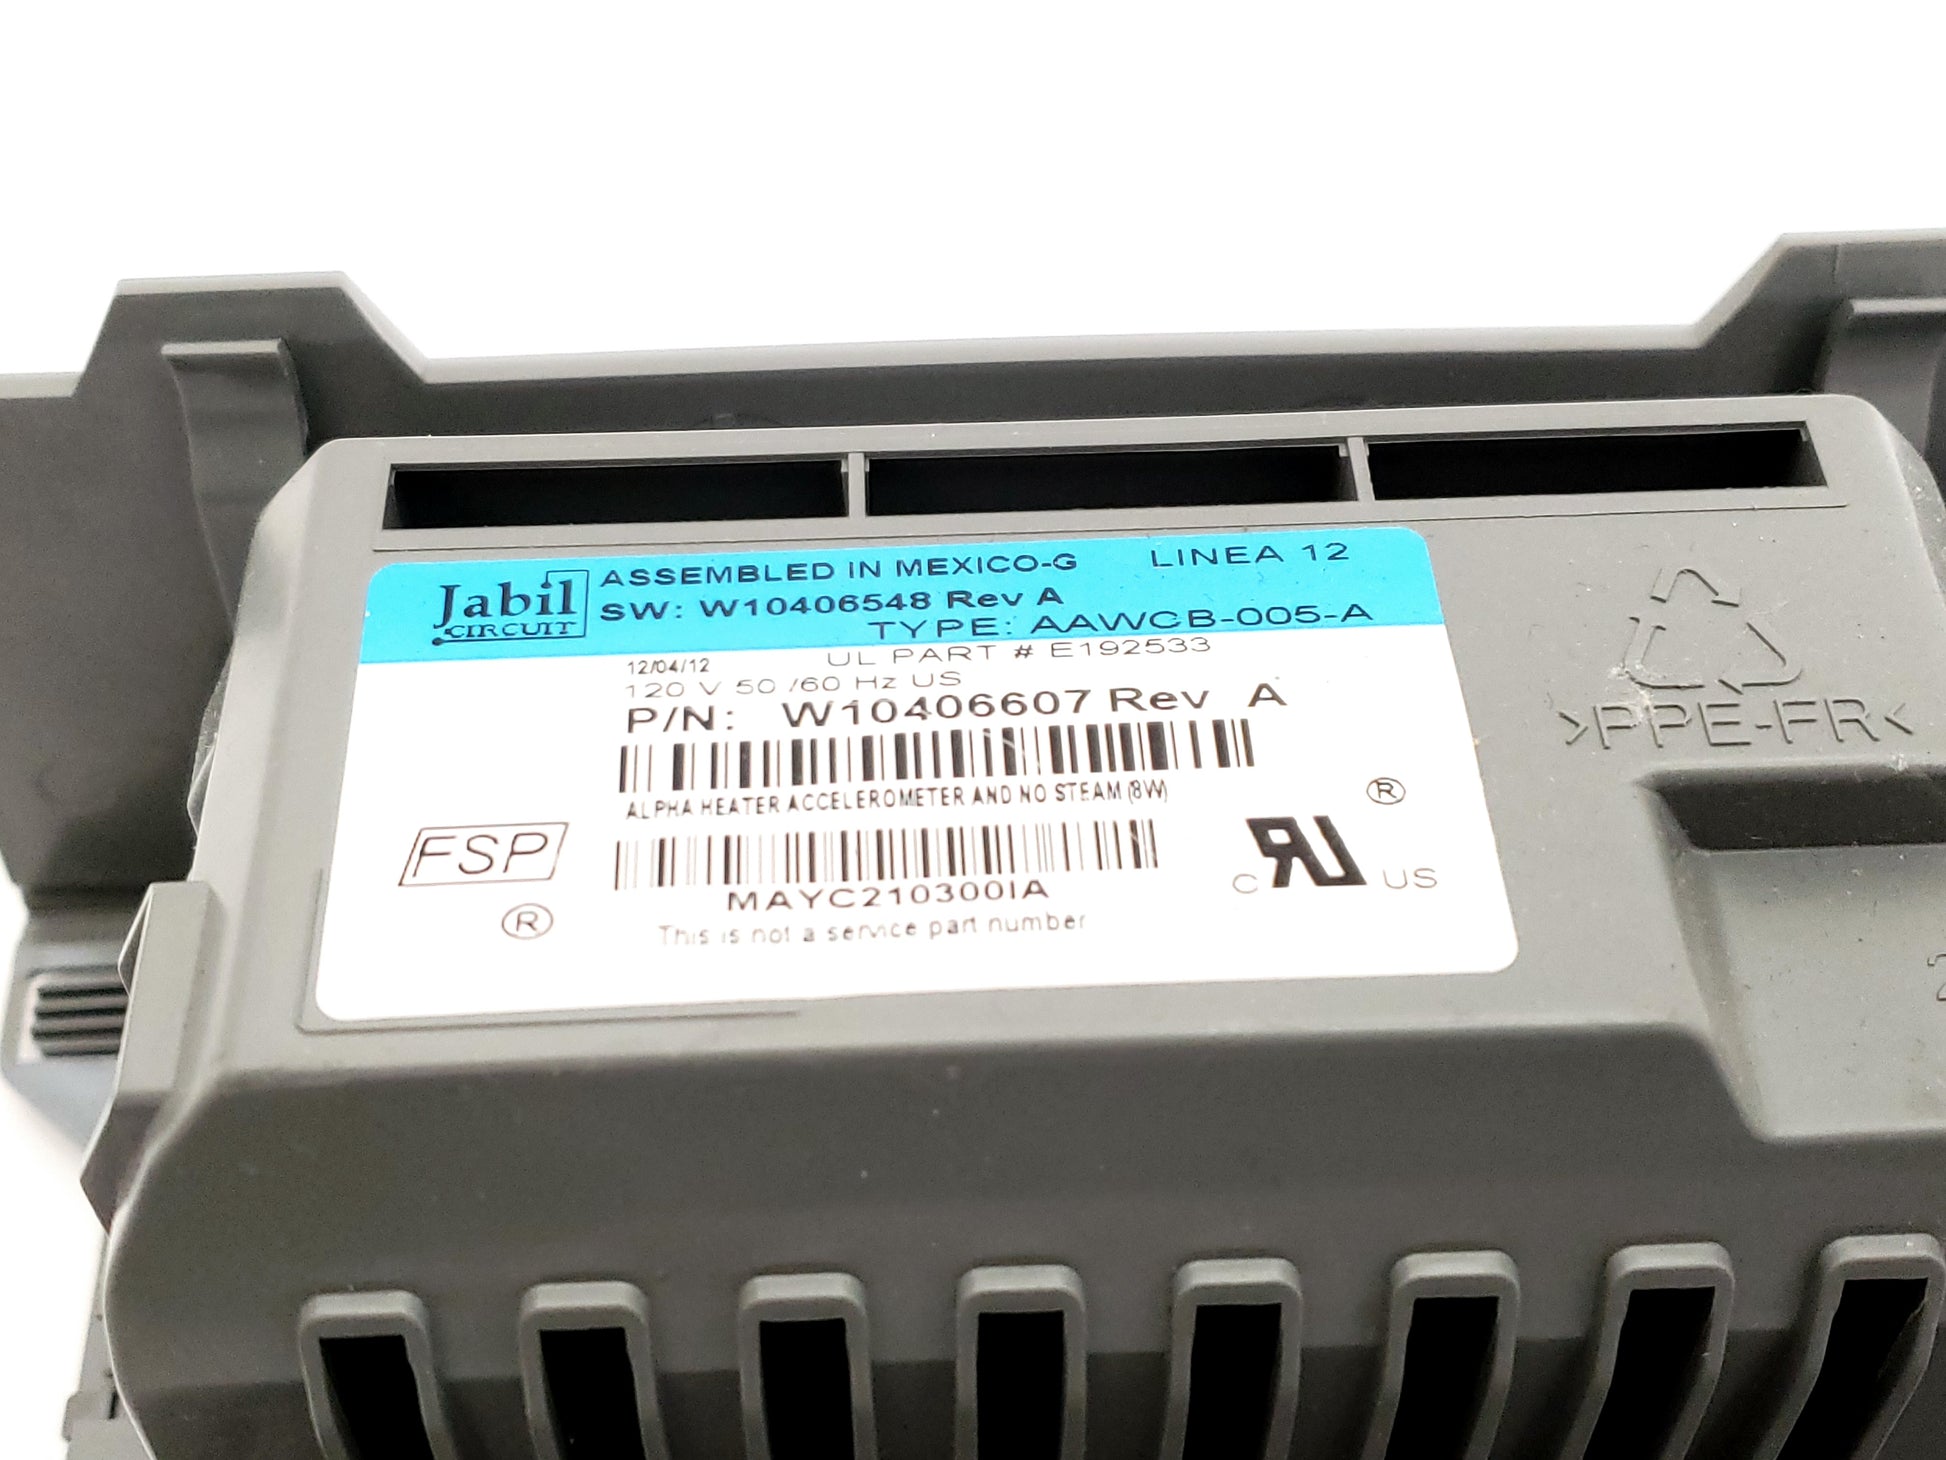 Jabil
CIRCUIT
ASSEMBLED IN MEXICO-G LINEA 12
SW: W10406548 Rev A
TYPE: AAWCB-005-A
12/04/12 UL PART # E192533
120 V 50 /60 Hz US
P/N: W10406607 Rev A
ALPHA HEATER ACCELEROMETER AND NO STEAM (8W)
FSP
®
MAYC210300IA
This is not a service part number
®
C RU US
>PPE-FR<